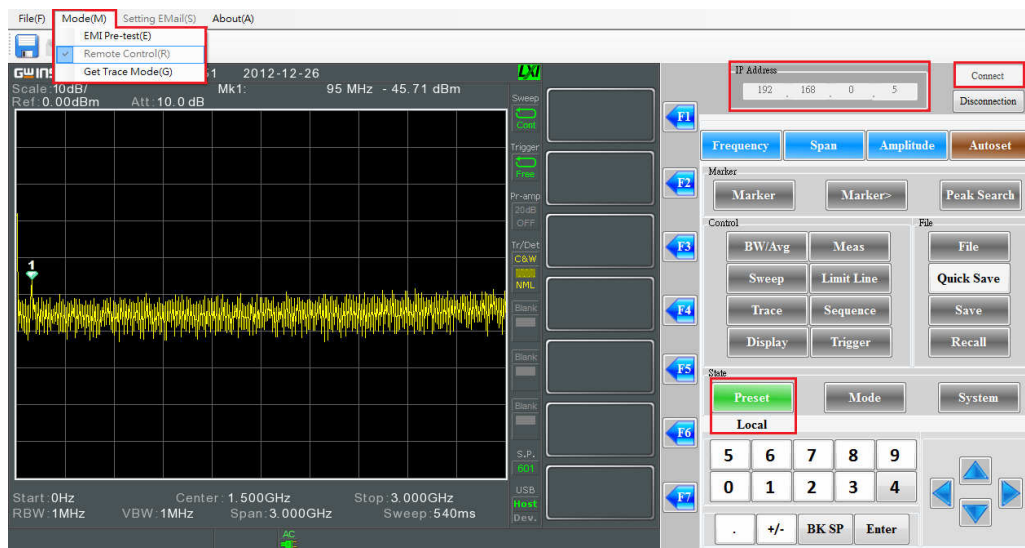 File(F) Mode(M) Setting EMail(S) About(A)
EMI Pre-test(E)
Remote Control(R)
Get Trace Mode(G)
2012-12-26
LXI
Scale:10dB/ Mk1: 95 MHz - 45.71 dBm
Ref:0.00dBm Att:10.0 dB
1
Sweep
Cont
Trigger
Free
Pr-amp
20dB
OFF
Tr/Det
C&W
NML
Blank
Blank
Blank
S.P.
601
USB
Host
Dev.
Start:0Hz Center:1.500GHz Stop:3.000GHz
RBW:1MHz VBW:1MHz Span:3.000GHz Sweep:540ms
AC
F1
F2
F3
F4
F5
F6
F7
IP Address
192 . 168 . 0 . 5
Connect
Disconnection
Frequency Span Amplitude Autoset
Marker
Marker Marker> Peak Search
Control File
BW/Avg Meas File
Sweep Limit Line Quick Save
Trace Sequence Save
Display Trigger Recall
State
Preset Mode System
Local
5 6 7 8 9
0 1 2 3 4
. +/- BK SP Enter